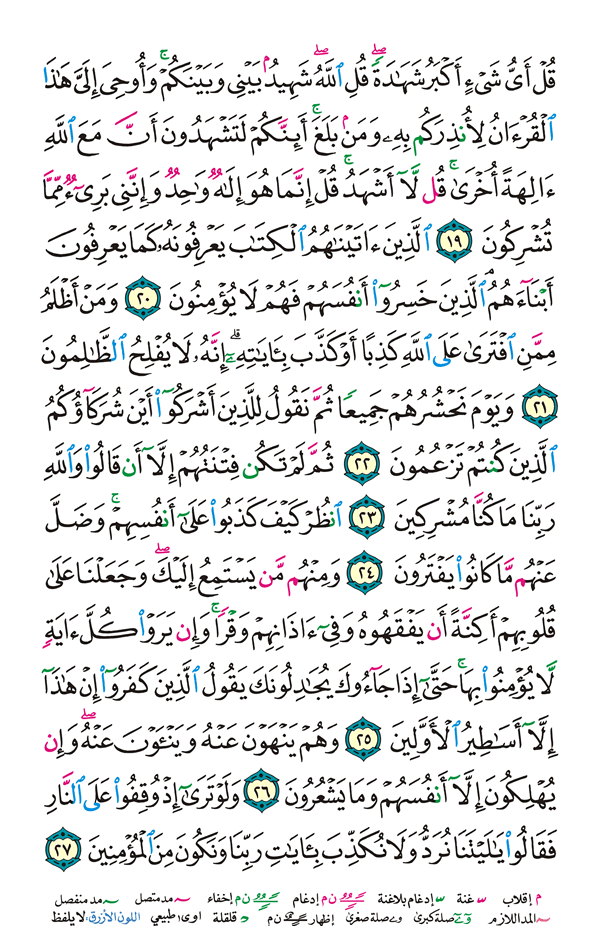 قُلْ أَىُّ شَىْءٍ أَكْبَرُ شَهَٰدَةًۖ قُلِ ٱللَّهُۖ شَهِيدُۢ بَيْنِى وَبَيْنَكُمْۚ وَأُوحِىَ إِلَىَّ هَٰذَا
ٱلْقُرْءَانُ لِأُنذِرَكُم بِهِۦ وَمَنۢ بَلَغَۚ أَئِنَّكُمْ لَتَشْهَدُونَ أَنَّ مَعَ ٱللَّهِ
ءَالِهَةً أُخْرَىٰۚ قُل لَّآ أَشْهَدُۚ قُلْ إِنَّمَا هُوَ إِلَٰهٌ وَٰحِدٌ وَإِنَّنِى بَرِىٓءٌ مِّمَّا
تُشْرِكُونَ ١٩ ٱلَّذِينَ ءَاتَيْنَٰهُمُ ٱلْكِتَٰبَ يَعْرِفُونَهُۥ كَمَا يَعْرِفُونَ
أَبْنَآءَهُمُۘ ٱلَّذِينَ خَسِرُوٓا۟ أَنفُسَهُمْ فَهُمْ لَا يُؤْمِنُونَ ٢٠ وَمَنْ أَظْلَمُ
مِمَّنِ ٱفْتَرَىٰ عَلَى ٱللَّهِ كَذِبًا أَوْ كَذَّبَ بِـَٔايَٰتِهِۦٓۗ إِنَّهُۥ لَا يُفْلِحُ ٱلظَّٰلِمُونَ
٢١ وَيَوْمَ نَحْشُرُهُمْ جَمِيعًا ثُمَّ نَقُولُ لِلَّذِينَ أَشْرَكُوٓا۟ أَيْنَ شُرَكَآؤُكُمُ
ٱلَّذِينَ كُنتُمْ تَزْعُمُونَ ٢٢ ثُمَّ لَمْ تَكُن فِتْنَتُهُمْ إِلَّآ أَن قَالُوا۟ وَٱللَّهِ
رَبِّنَا مَا كُنَّا مُشْرِكِينَ ٢٣ ٱنظُرْ كَيْفَ كَذَبُوا۟ عَلَىٰٓ أَنفُسِهِمْۚ وَضَلَّ
عَنْهُم مَّا كَانُوا۟ يَفْتَرُونَ ٢٤ وَمِنْهُم مَّن يَسْتَمِعُ إِلَيْكَۖ وَجَعَلْنَا عَلَىٰ
قُلُوبِهِمْ أَكِنَّةً أَن يَفْقَهُوهُ وَفِىٓ ءَاذَانِهِمْ وَقْرًاۚ وَإِن يَرَوْا۟ كُلَّ ءَايَةٍ
لَّا يُؤْمِنُوا۟ بِهَاۚ حَتَّىٰٓ إِذَا جَآءُوكَ يُجَٰدِلُونَكَ يَقُولُ ٱلَّذِينَ كَفَرُوٓا۟ إِنْ هَٰذَآ
إِلَّآ أَسَٰطِيرُ ٱلْأَوَّلِينَ ٢٥ وَهُمْ يَنْهَوْنَ عَنْهُ وَيَنْـَٔوْنَ عَنْهُۖ وَإِن
يُهْلِكُونَ إِلَّآ أَنفُسَهُمْ وَمَا يَشْعُرُونَ ٢٦ وَلَوْ تَرَىٰٓ إِذْ وُقِفُوا۟ عَلَى ٱلنَّارِ
فَقَالُوا۟ يَٰلَيْتَنَا نُرَدُّ وَلَا نُكَذِّبَ بِـَٔايَٰتِ رَبِّنَا وَنَكُونَ مِنَ ٱلْمُؤْمِنِينَ ٢٧
م إقلاب غنة إدغام بلاغنة ن م إدغام ن م إخفاء مد متصل مد منفصل
المد اللازم صلة كبرى صلة صغرى إظهار ن م قلقلة اوى طبيعي اللون الأزرق: لا يلفظ